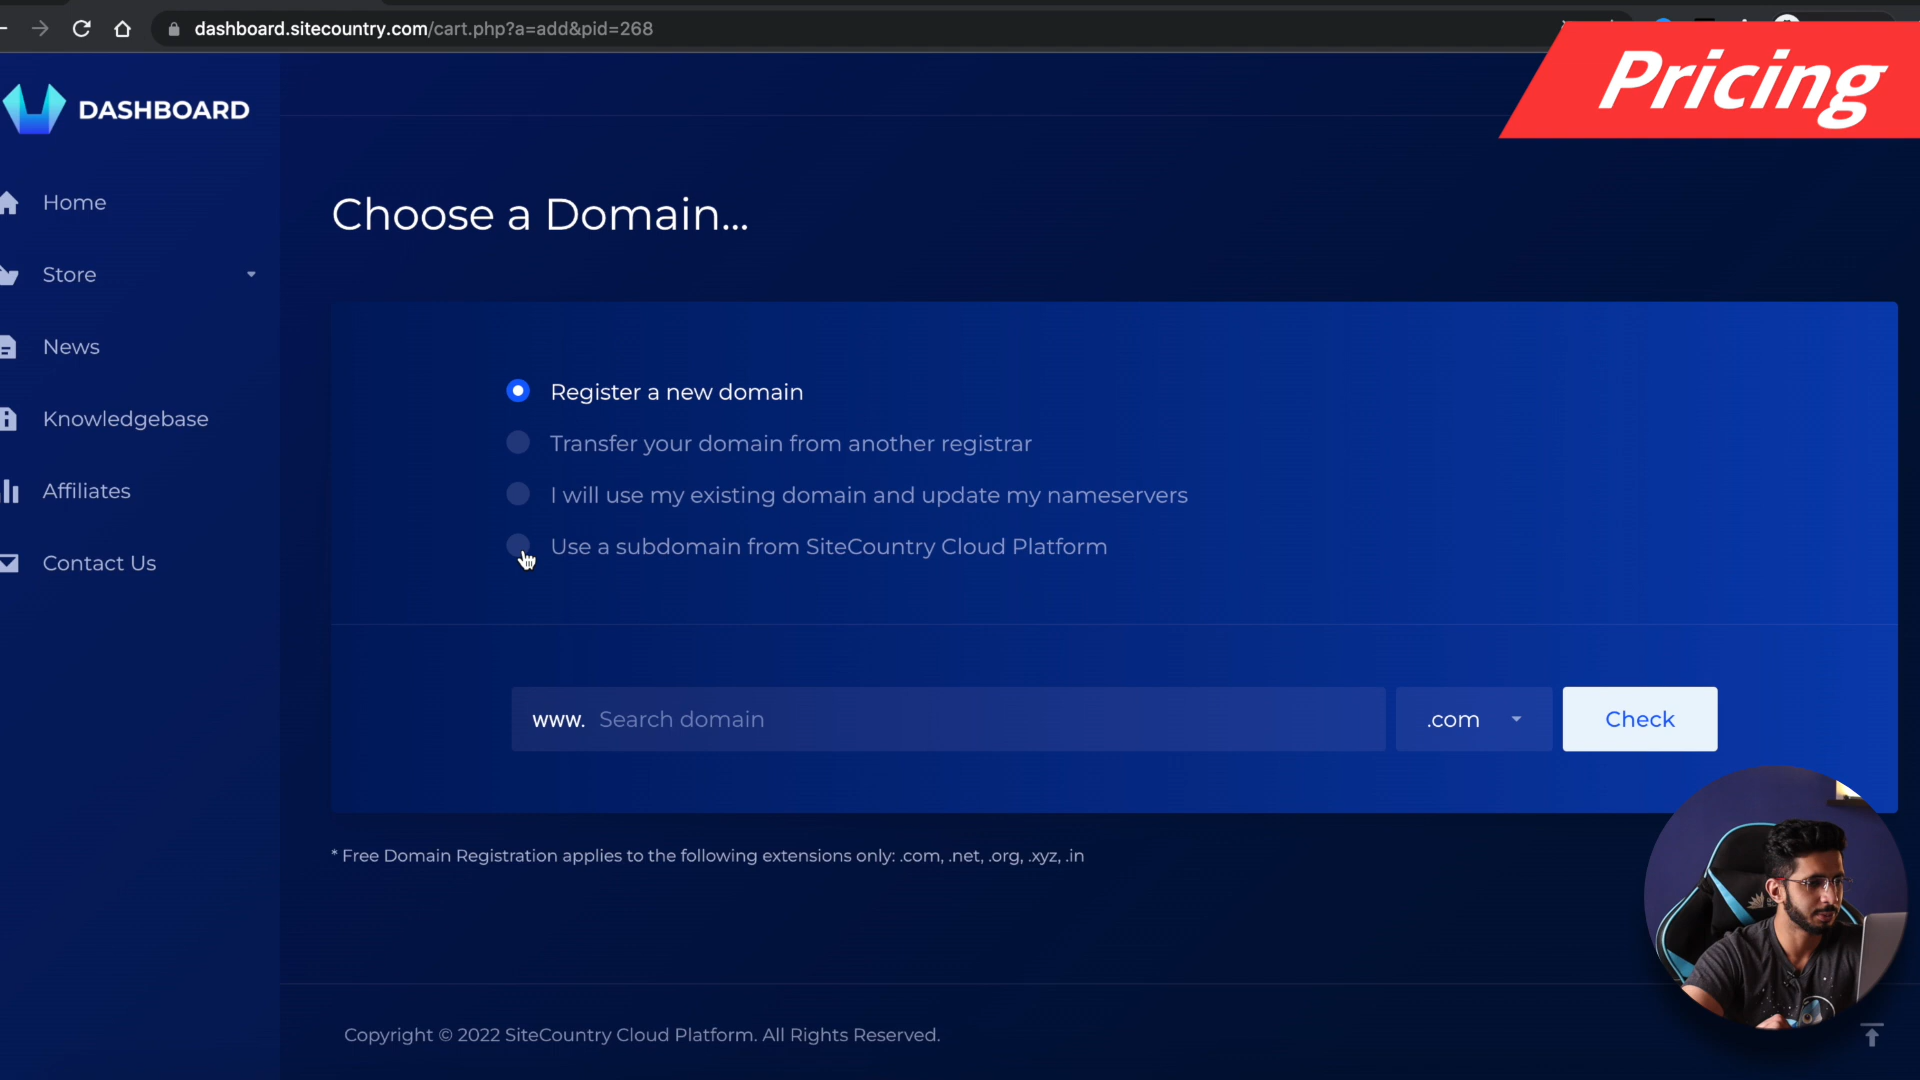 dashboard.sitecountry.com/cart.php?a=add&pid=268
Pricing
DASHBOARD
Home
Store
News
Knowledgebase
Affiliates
Contact Us
Choose a Domain...
Register a new domain
Transfer your domain from another registrar
I will use my existing domain and update my nameservers
Use a subdomain from SiteCountry Cloud Platform
www. Search domain
.com
Check
* Free Domain Registration applies to the following extensions only: .com, .net, .org, .xyz, .in
Copyright © 2022 SiteCountry Cloud Platform. All Rights Reserved.